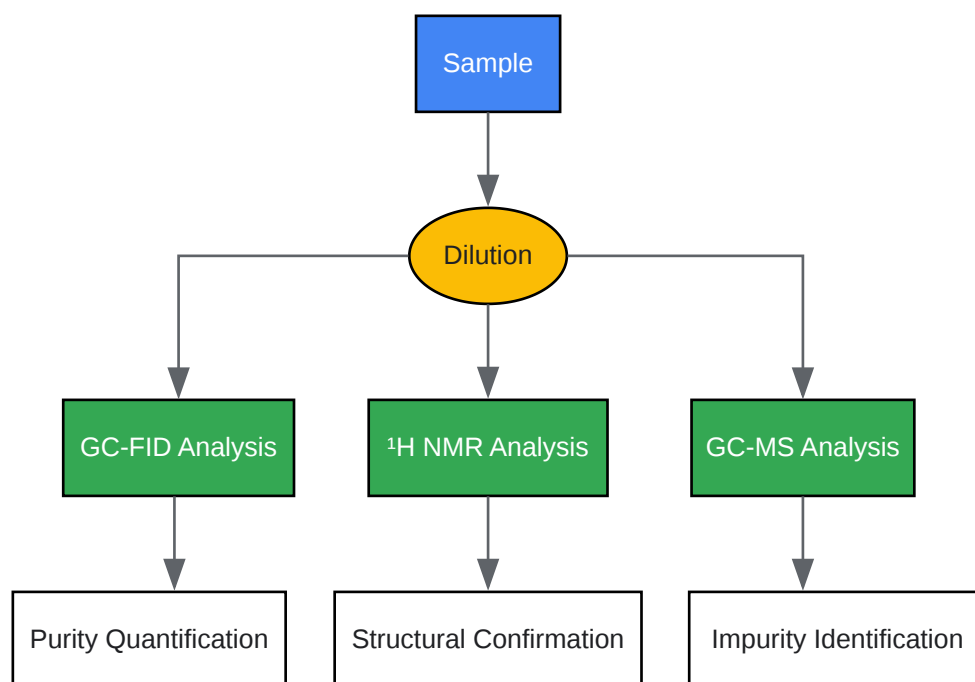 Sample
Dilution
GC-FID Analysis
¹H NMR Analysis
GC-MS Analysis
Purity Quantification
Structural Confirmation
Impurity Identification